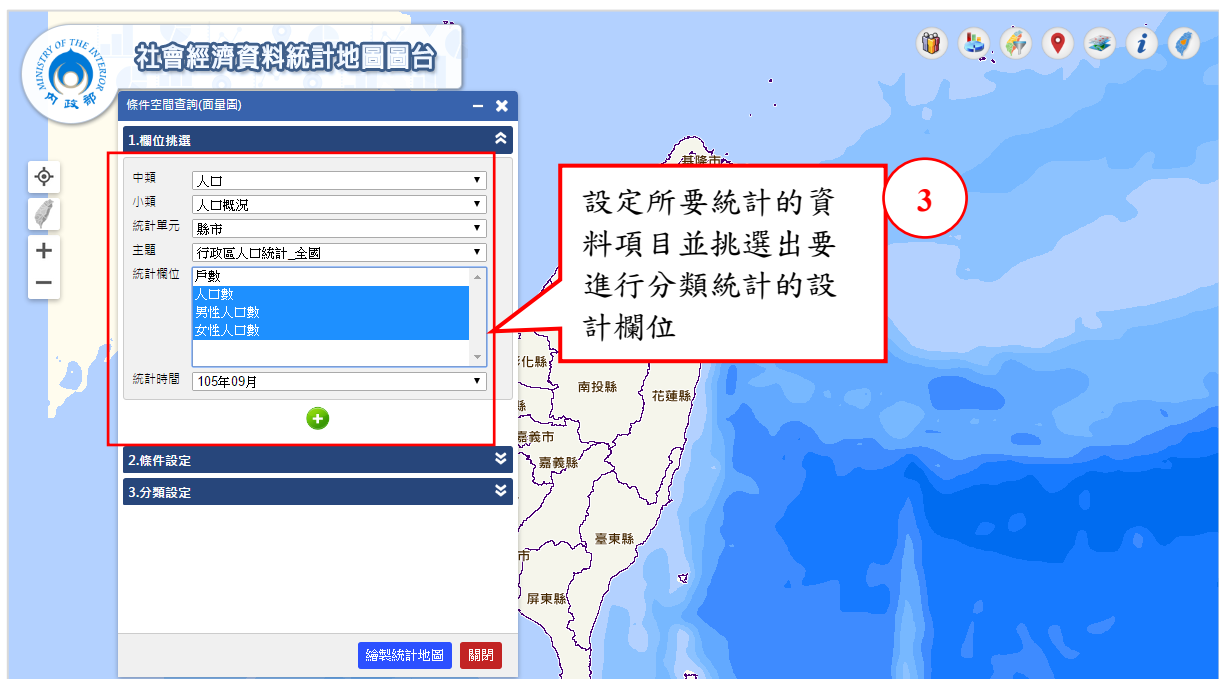 MINISTRY OF THE INTERIOR
內政部
社會經濟資料統計地圖圖台
條件空間查詢(面量圖)
1.欄位挑選
中類
人口
小類
人口概況
統計單元
縣市
主題
行政區人口統計_全國
統計欄位
戶數
人口數
男性人口數
女性人口數
統計時間
105年09月
2.條件設定
3.分類設定
繪製統計地圖
關閉
設定所要統計的資
料項目並挑選出要
進行分類統計的設
計欄位
3
基隆市
彰化縣
南投縣
花蓮縣
縣
嘉義市
嘉義縣
臺東縣
市
屏東縣